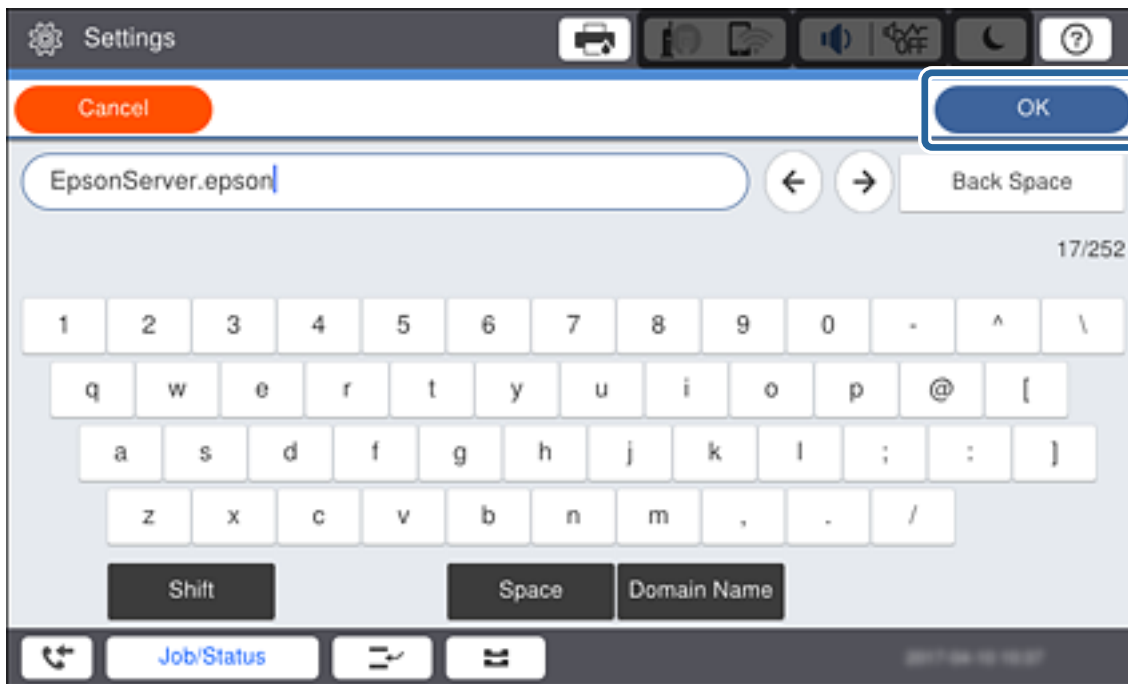 Settings
OFF
?
Cancel
OK
EpsonServer.epson
Back Space
17/252
1 2 3 4 5 6 7 8 9 0 - ^ \
q w e r t y u i o p @ [
a s d f g h j k l ; : ]
z x c v b n m , . /
Shift
Space
Domain Name
Job/Status